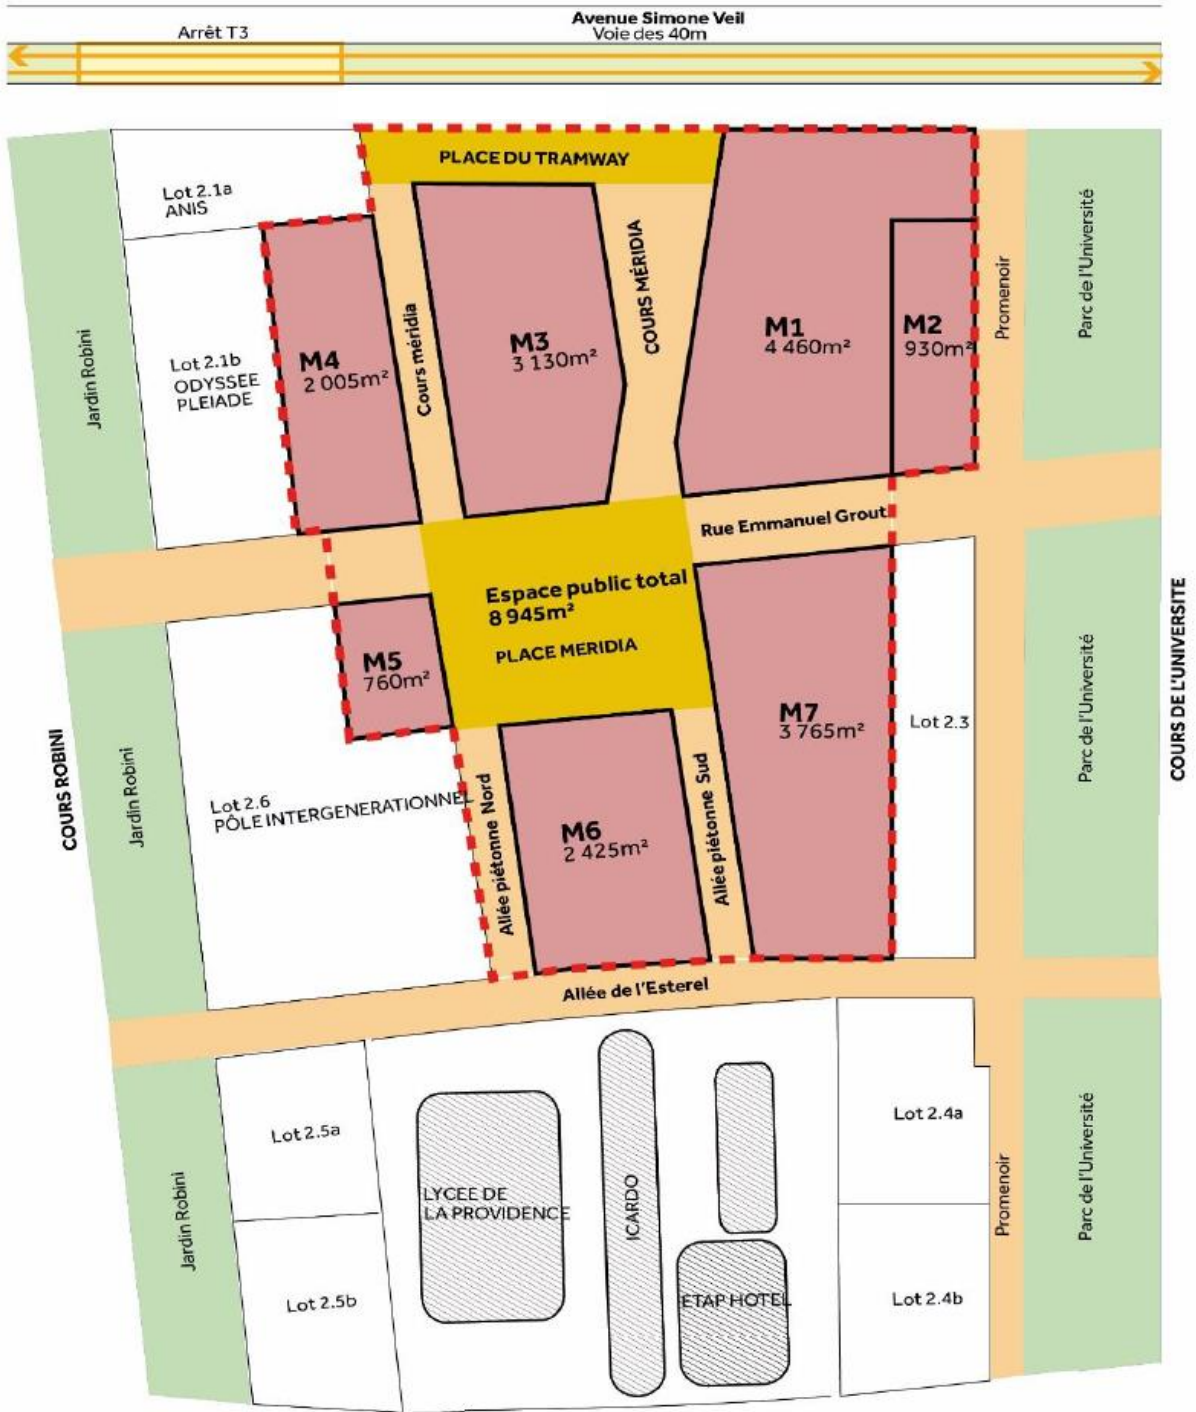 Avenue Simone Veil
Voie des 40m
Arrêt T3
PLACE DU TRAMWAY
Lot 2.1a
ANIS
Jardin Robini
Lot 2.1b
ODYSSEE
PLEIADE
M4
2 005m²
Cours méridia
M3
3 130m²
COURS MÉRIDIA
M1
4 460m²
M2
930m²
Promenoir
Parc de l'Université
Rue Emmanuel Grout
Espace public total
8 945m²
PLACE MERIDIA
M5
760m²
M7
3 765m²
Lot 2.3
Parc de l'Université
COURS DE L'UNIVERSITE
COURS ROBINI
Jardin Robini
Lot 2.6
PÔLE INTERGENERATIONNEL
Allée piétonne Nord
M6
2 425m²
Allée piétonne Sud
Allée de l'Esterel
Jardin Robini
Lot 2.5a
Lot 2.5b
LYCEE DE
LA PROVIDENCE
ICARDO
ETAP HOTEL
Lot 2.4a
Lot 2.4b
Promenoir
Parc de l'Université